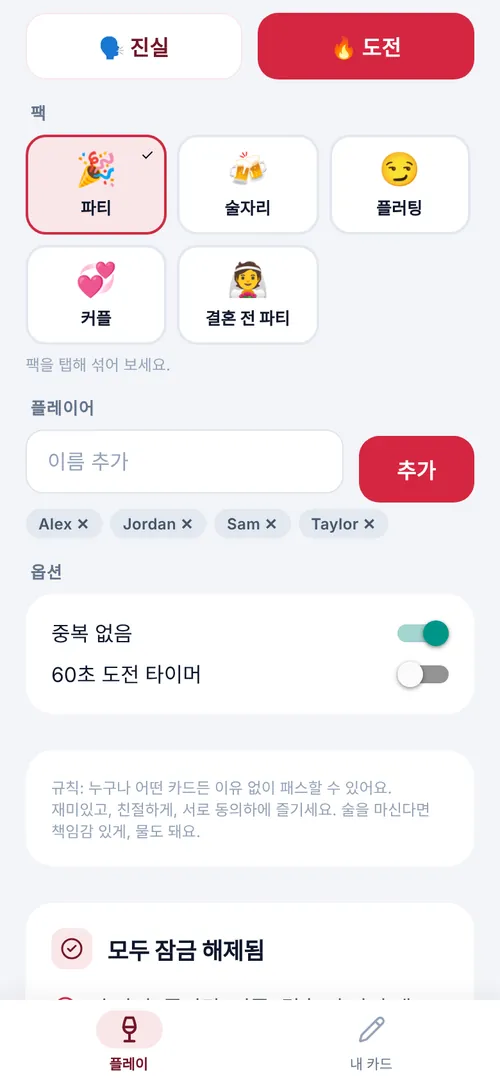 진실
도전
팩
파티
술자리
플러팅
커플
결혼 전 파티
팩을 탭해 섞어 보세요.
플레이어
이름 추가
추가
Alex ✕
Jordan ✕
Sam ✕
Taylor ✕
옵션
중복 없음
60초 도전 타이머
규칙: 누구나 어떤 카드든 이유 없이 패스할 수 있어요.
재미있고, 친절하게, 서로 동의하에 즐기세요. 술을 마신다면
책임감 있게, 물도 돼요.
모두 잠금 해제됨
플레이
내 카드